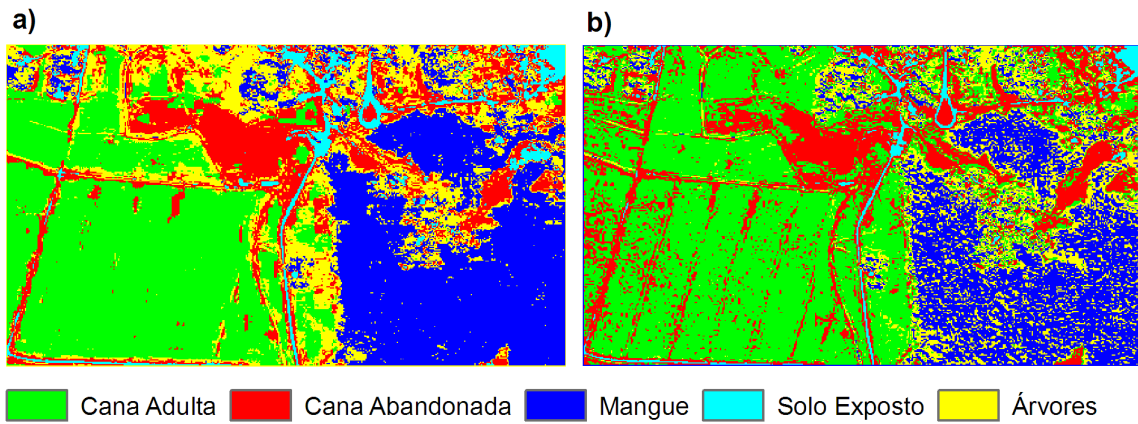 a)
b)
Cana Adulta
Cana Abandonada
Mangue
Solo Exposto
Árvores